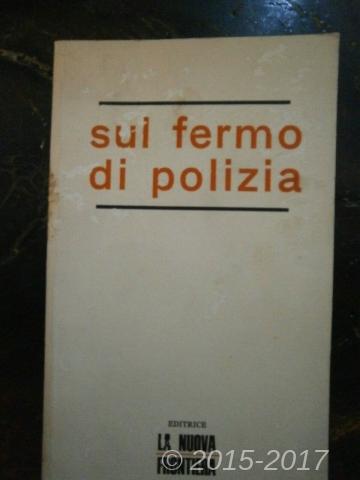 sul fermo
di polizia
EDITRICE
LA NUOVA
FRONTIERA
© 2015-2017